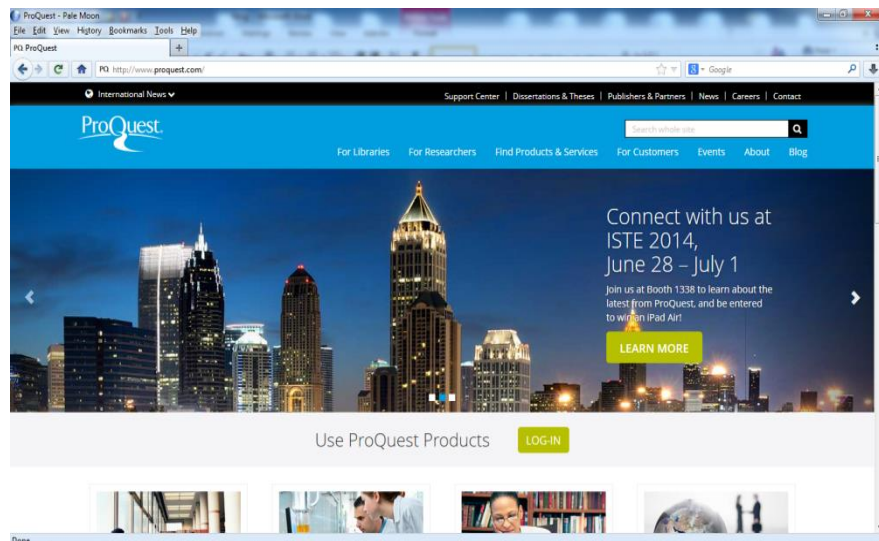 ProQuest - Pale Moon
File Edit View History Bookmarks Tools Help
PQ ProQuest
+
PQ http://www.proquest.com/
Google
International News
Support Center | Dissertations & Theses | Publishers & Partners | News | Careers | Contact
ProQuest
Search whole site
For Libraries For Researchers Find Products & Services For Customers Events About Blog
Connect with us at
ISTE 2014,
June 28 – July 1
Join us at Booth 1338 to learn about the
latest from ProQuest, and be entered
to win an iPad Air!
LEARN MORE
Use ProQuest Products
LOG-IN
Done